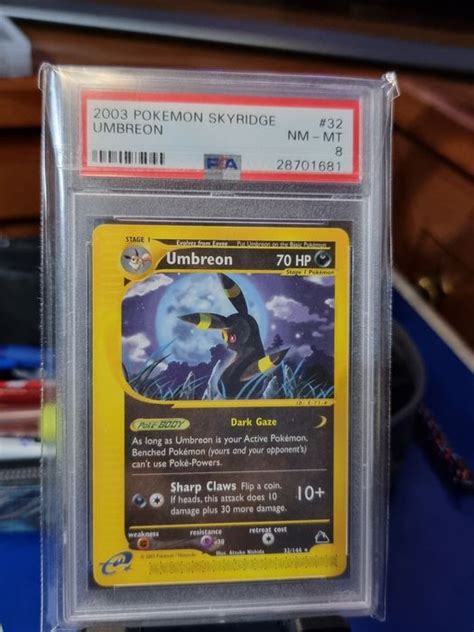 2003 POKEMON SKYRIDGE #32
UMBREON NM - MT
8
PSA 28701681
STAGE 1 Evolves from Eevee Put Umbreon on the Basic Pokémon
Umbreon 70 HP
Stage 1 Pokémon
Poké-BODY Dark Gaze
As long as Umbreon is your Active Pokémon,
Benched Pokémon (yours and your opponent's)
can't use Poké-Powers.
Sharp Claws Flip a coin.
If heads, this attack does 10
damage plus 30 more damage.
10+
weakness resistance retreat cost
-30
Illus. Atsuko Nishida 32/144 ★
e